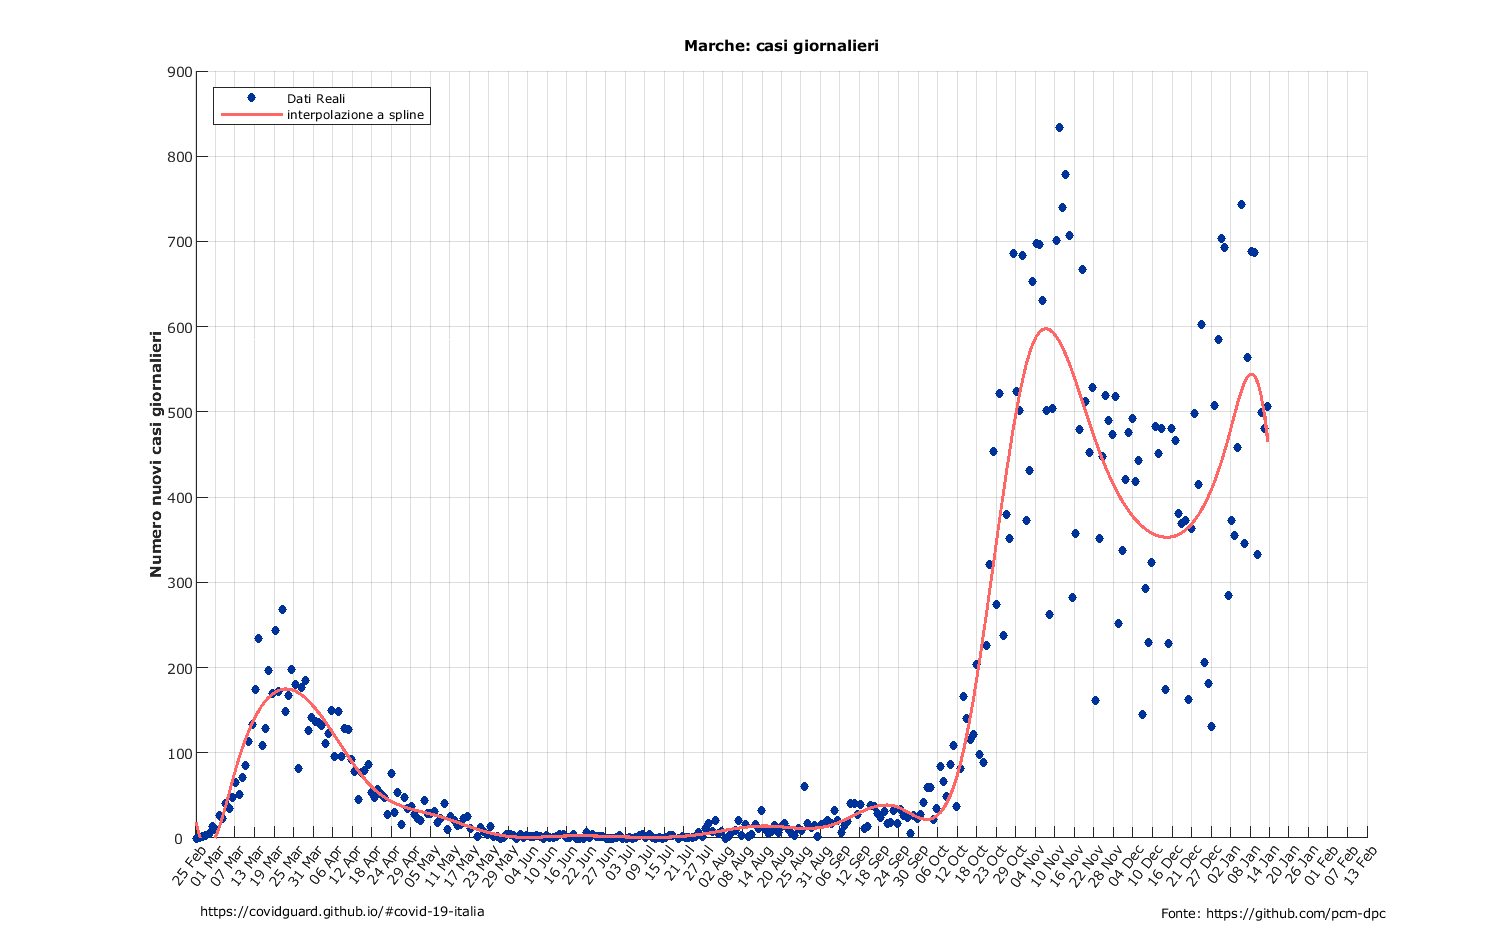 Marche: casi giornalieri
Dati Reali
interpolazione a spline
Numero nuovi casi giornalieri
900
800
700
600
500
400
300
200
100
0
25 Feb
01 Mar
07 Mar
13 Mar
19 Mar
25 Mar
31 Mar
06 Apr
12 Apr
18 Apr
24 Apr
29 Apr
05 May
11 May
17 May
23 May
29 May
04 Jun
10 Jun
16 Jun
22 Jun
27 Jun
03 Jul
09 Jul
15 Jul
21 Jul
27 Jul
02 Aug
08 Aug
14 Aug
20 Aug
25 Aug
31 Aug
06 Sep
12 Sep
18 Sep
24 Sep
30 Sep
06 Oct
12 Oct
18 Oct
23 Oct
29 Oct
04 Nov
10 Nov
16 Nov
22 Nov
28 Nov
04 Dec
10 Dec
16 Dec
21 Dec
27 Dec
02 Jan
08 Jan
14 Jan
20 Jan
26 Jan
01 Feb
07 Feb
13 Feb
https://covidguard.github.io/#covid-19-italia
Fonte: https://github.com/pcm-dpc